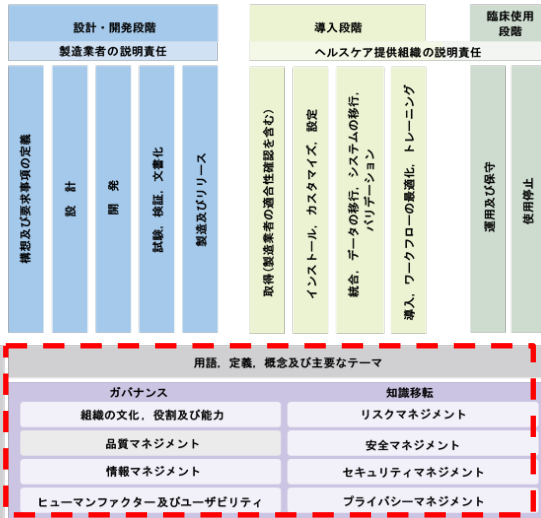 設計・開発段階
製造業者の説明責任
導入段階
臨床使用
段階
ヘルスケア提供組織の説明責任
構想及び要求事項の定義
設計
開発
試験，検証，文書化
製造及びリリース
取得(製造業者の適合性確認を含む)
インストール，カスタマイズ，設定
統合，データの移行，システムの移行，
バリデーション
導入，ワークフローの最適化，トレーニング
運用及び保守
使用停止
用語，定義，概念及び主要なテーマ
ガバナンス
知識移転
組織の文化，役割及び能力
リスクマネジメント
品質マネジメント
安全マネジメント
情報マネジメント
セキュリティマネジメント
ヒューマンファクター及びユーザビリティ
プライバシーマネジメント